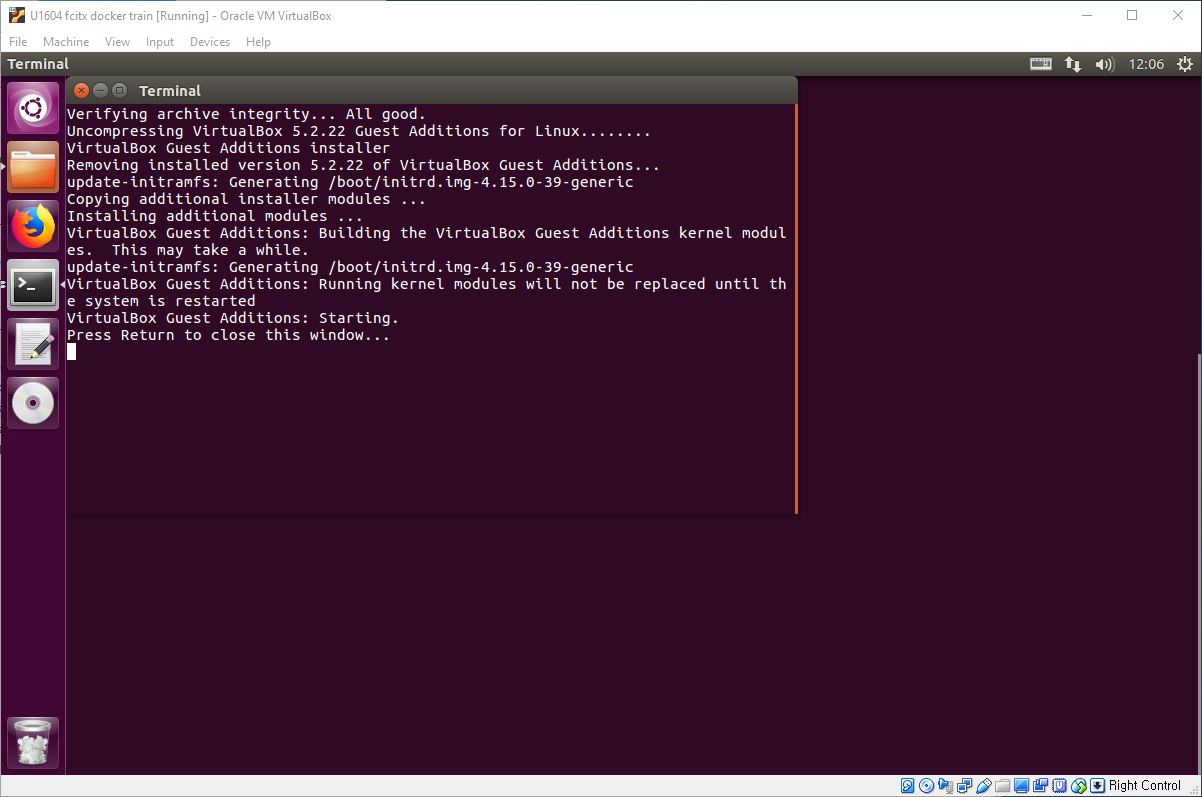 U1604 fcitx docker train [Running] - Oracle VM VirtualBox
File Machine View Input Devices Help
Terminal 12:06
Terminal
Verifying archive integrity... All good.
Uncompressing VirtualBox 5.2.22 Guest Additions for Linux........
VirtualBox Guest Additions installer
Removing installed version 5.2.22 of VirtualBox Guest Additions...
update-initramfs: Generating /boot/initrd.img-4.15.0-39-generic
Copying additional installer modules ...
Installing additional modules ...
VirtualBox Guest Additions: Building the VirtualBox Guest Additions kernel modul
es.  This may take a while.
update-initramfs: Generating /boot/initrd.img-4.15.0-39-generic
VirtualBox Guest Additions: Running kernel modules will not be replaced until th
e system is restarted
VirtualBox Guest Additions: Starting.
Press Return to close this window...
Right Control